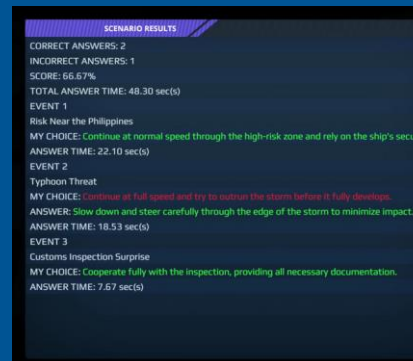 SCENARIO RESULTS
CORRECT ANSWERS: 2
INCORRECT ANSWERS: 1
SCORE: 66.67%
TOTAL ANSWER TIME: 48.30 sec(s)
EVENT 1
Risk Near the Philippines
MY CHOICE: Continue at normal speed through the high-risk zone and rely on the ship's secu
ANSWER TIME: 22.10 sec(s)
EVENT 2
Typhoon Threat
MY CHOICE: Continue at full speed and try to outrun the storm before it fully develops.
ANSWER: Slow down and steer carefully through the edge of the storm to minimize impact.
ANSWER TIME: 18.53 sec(s)
EVENT 3
Customs Inspection Surprise
MY CHOICE: Cooperate fully with the inspection, providing all necessary documentation.
ANSWER TIME: 7.67 sec(s)